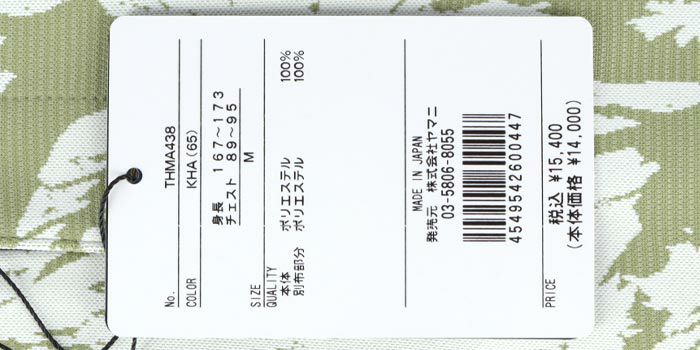 No. THMA438
COLOR KHA(65)
身長 167～173
チェスト 89～95
SIZE M
QUALITY
本体 ポリエステル 100%
別布部分 ポリエステル 100%
MADE IN JAPAN
発売元 株式会社ヤマニ
03-5806-8055
4549542600447
PRICE 税込 ¥15,400
(本体価格 ¥14,000)